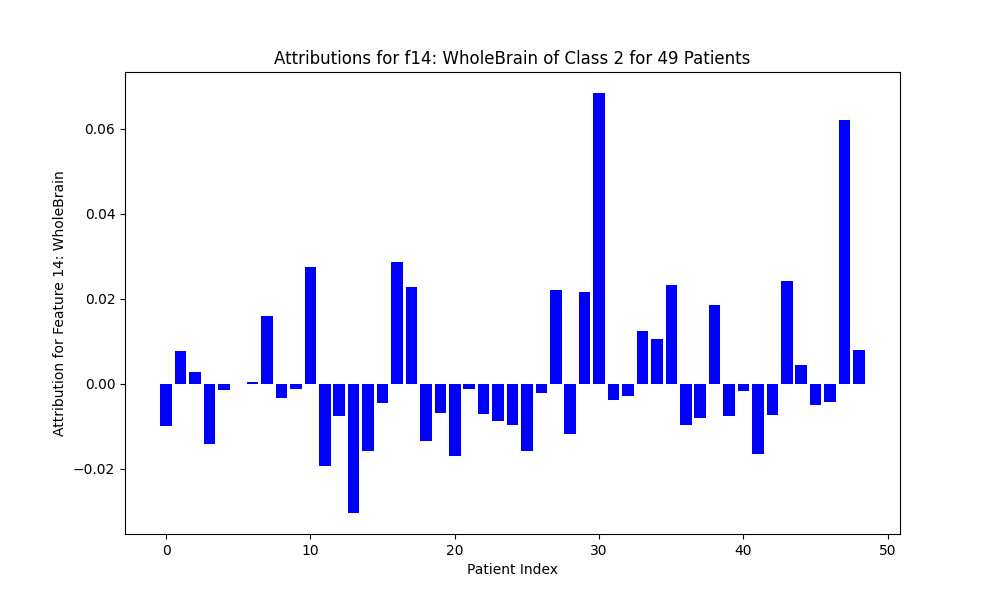 Attributions for f14: WholeBrain of Class 2 for 49 Patients
Attribution for Feature 14: WholeBrain
0.06
0.04
0.02
0.00
−0.02
0 10 20 30 40 50
Patient Index